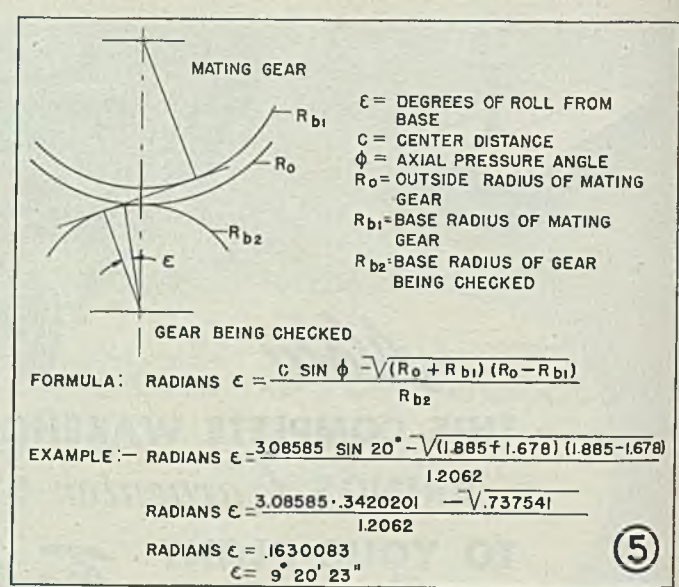 MATING GEAR
Rb1
Ro
Rb2
ε
GEAR BEING CHECKED
ε = DEGREES OF ROLL FROM
BASE
C = CENTER DISTANCE
ϕ = AXIAL PRESSURE ANGLE
Ro= OUTSIDE RADIUS OF MATING
GEAR
Rb1=BASE RADIUS OF MATING
GEAR
Rb2=BASE RADIUS OF GEAR
BEING CHECKED
FORMULA: RADIANS ε = C SIN ϕ -√(Ro + Rb1) (Ro - Rb1)
Rb2
EXAMPLE:- RADIANS ε = 3.08585 SIN 20° -√(1.885+1.678) (1.885-1.678)
1.2062
RADIANS ε = 3.08585·.3420201 -√.737541
1.2062
RADIANS ε = .1630083
ε = 9° 20' 23"
5